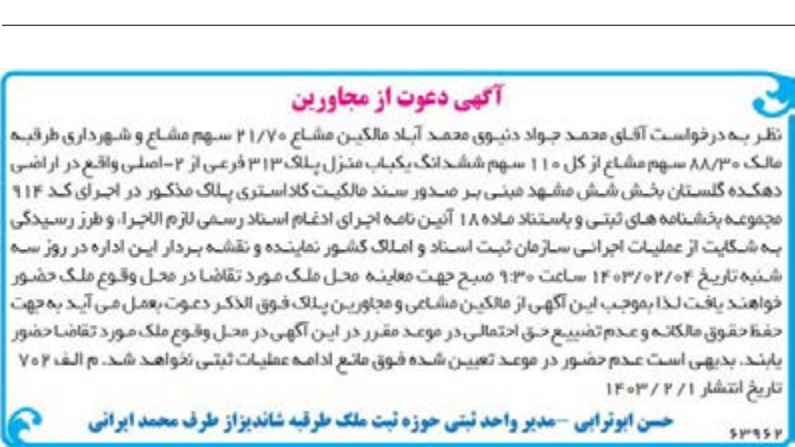 آگهی دعوت از مجاورین
نظر به درخواست آقای محمد جواد دنیوی محمد آباد مالکین مشاع ۲۱/۷۰ سهم مشاع و شهرداری طرقبه
مالک ۸۸/۳۰ سهم مشاع از کل ۱۱۰ سهم ششدانگ یکباب منزل پلاک ۳۱۳ فرعی از ۲-اصلی واقع در اراضی
دهکده گلستان بخش شش مشهد مبنی بر صدور سند مالکیت کاداستری پلاک مذکور در اجرای کد ۹۱۴
مجموعه بخشنامه های ثبتی و باستناد ماده ۱۸ آئین نامه اجرای ادغام اسناد رسمی لازم الاجرا، و طرز رسیدگی
به شکایت از عملیات اجرائی سازمان ثبت اسناد و املاک کشور نماینده و نقشه بردار این اداره در روز سه
شنبه تاریخ ۱۴۰۳/۰۲/۰۴ ساعت ۹:۳۰ صبح جهت معاینه محل ملک مورد تقاضا در محل وقوع ملک حضور
خواهند یافت لذا بموجب این آگهی از مالکین مشاعی و مجاورین پلاک فوق الذکر دعوت بعمل می آید به جهت
حفظ حقوق مالکانه و عدم تضییع حق احتمالی در موعد مقرر در این آگهی در محل وقوع ملک مورد تقاضا حضور
یابند، بدیهی است عدم حضور در موعد تعیین شده فوق مانع ادامه عملیات ثبتی نخواهد شد. م الف ۷۰۲
تاریخ انتشار ۱/ ۲ / ۱۴۰۳
حسن ابوترابی –مدیر واحد ثبتی حوزه ثبت ملک طرقبه شاندیزاز طرف محمد ایرانی
۶۳۹۶۲